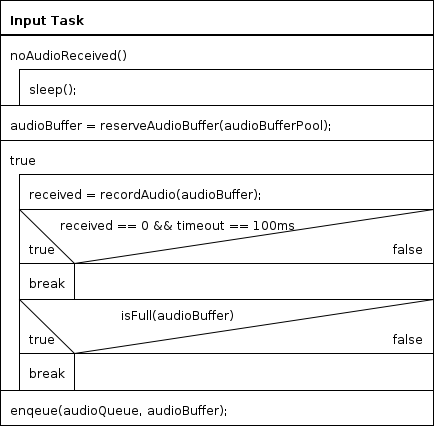 Input Task
noAudioReceived()
sleep();
audioBuffer = reserveAudioBuffer(audioBufferPool);
true
received = recordAudio(audioBuffer);
received == 0 && timeout == 100ms
true false
break
isFull(audioBuffer)
true false
break
enqeue(audioQueue, audioBuffer);